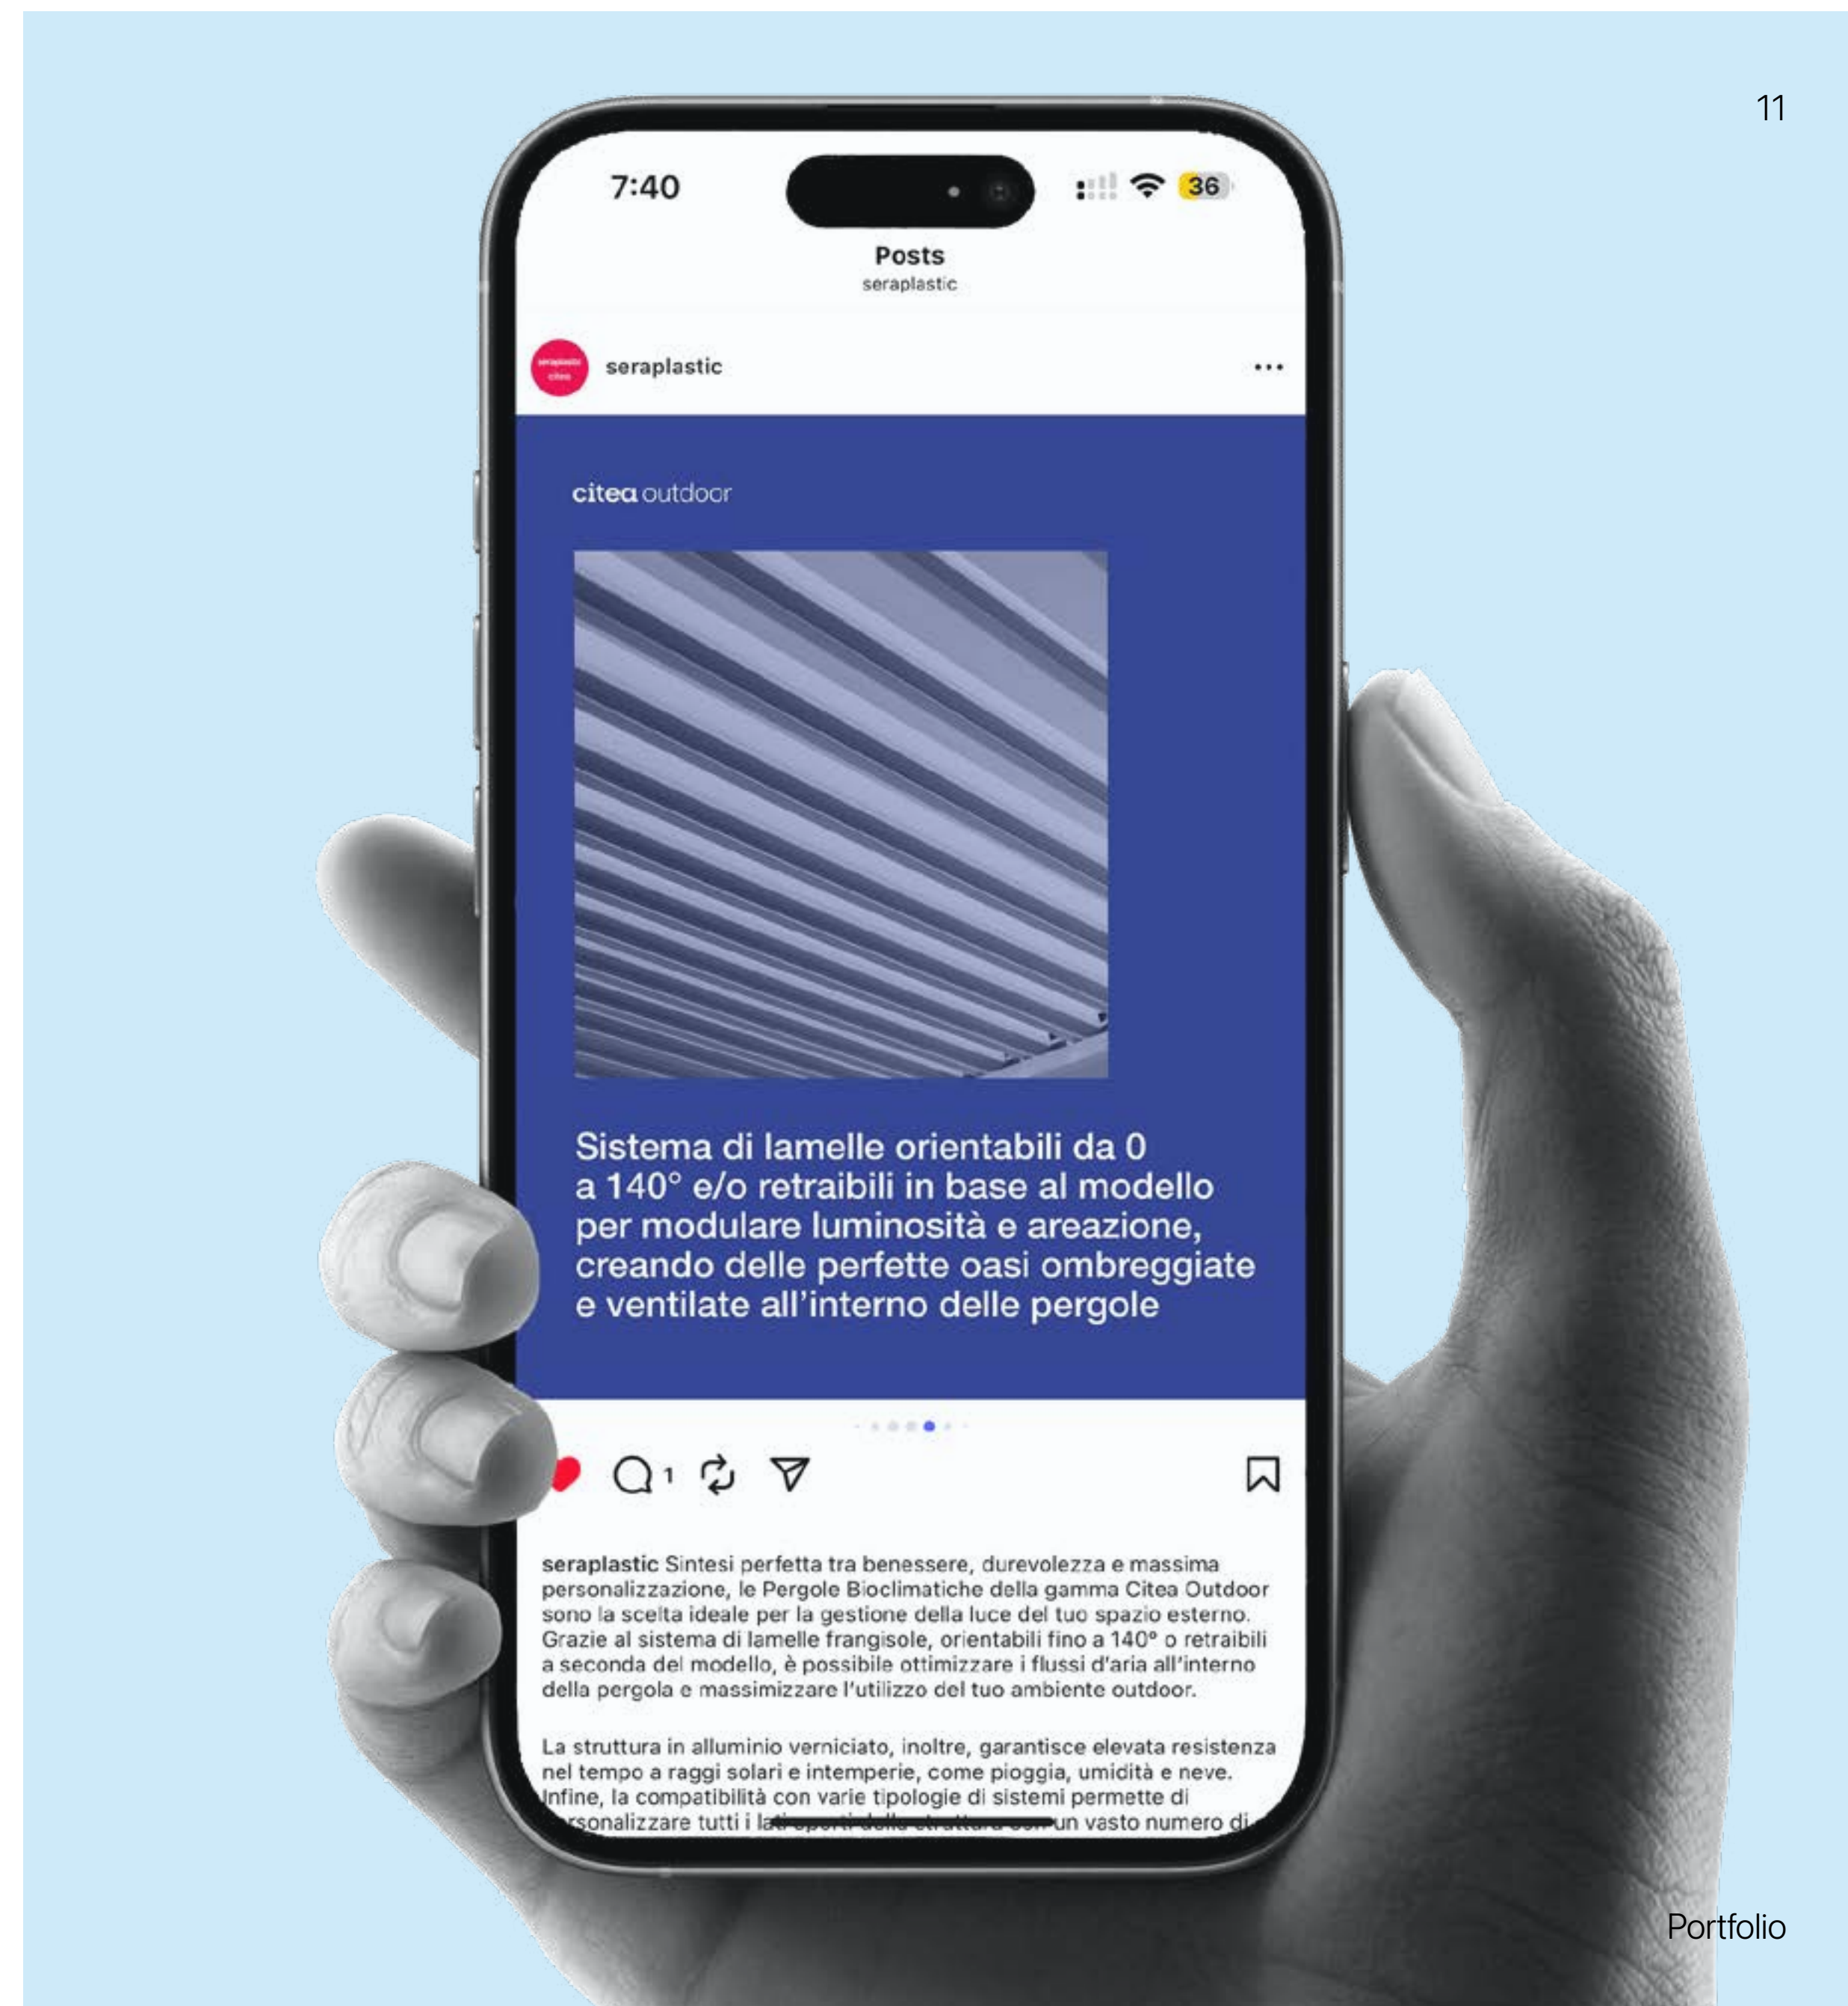 11
7:40
36
Posts
seraplastic
seraplastic
citea
seraplastic
citea outdoor
Sistema di lamelle orientabili da 0
a 140° e/o retraibili in base al modello
per modulare luminosità e areazione,
creando delle perfette oasi ombreggiate
e ventilate all'interno delle pergole
1
seraplastic Sintesi perfetta tra benessere, durevolezza e massima
personalizzazione, le Pergole Bioclimatiche della gamma Citea Outdoor
sono la scelta ideale per la gestione della luce del tuo spazio esterno.
Grazie al sistema di lamelle frangisole, orientabili fino a 140° o retraibili
a seconda del modello, è possibile ottimizzare i flussi d'aria all'interno
della pergola e massimizzare l'utilizzo del tuo ambiente outdoor.
La struttura in alluminio verniciato, inoltre, garantisce elevata resistenza
nel tempo a raggi solari e intemperie, come pioggia, umidità e neve.
Infine, la compatibilità con varie tipologie di sistemi permette di
tutti i un vasto numero di
Portfolio